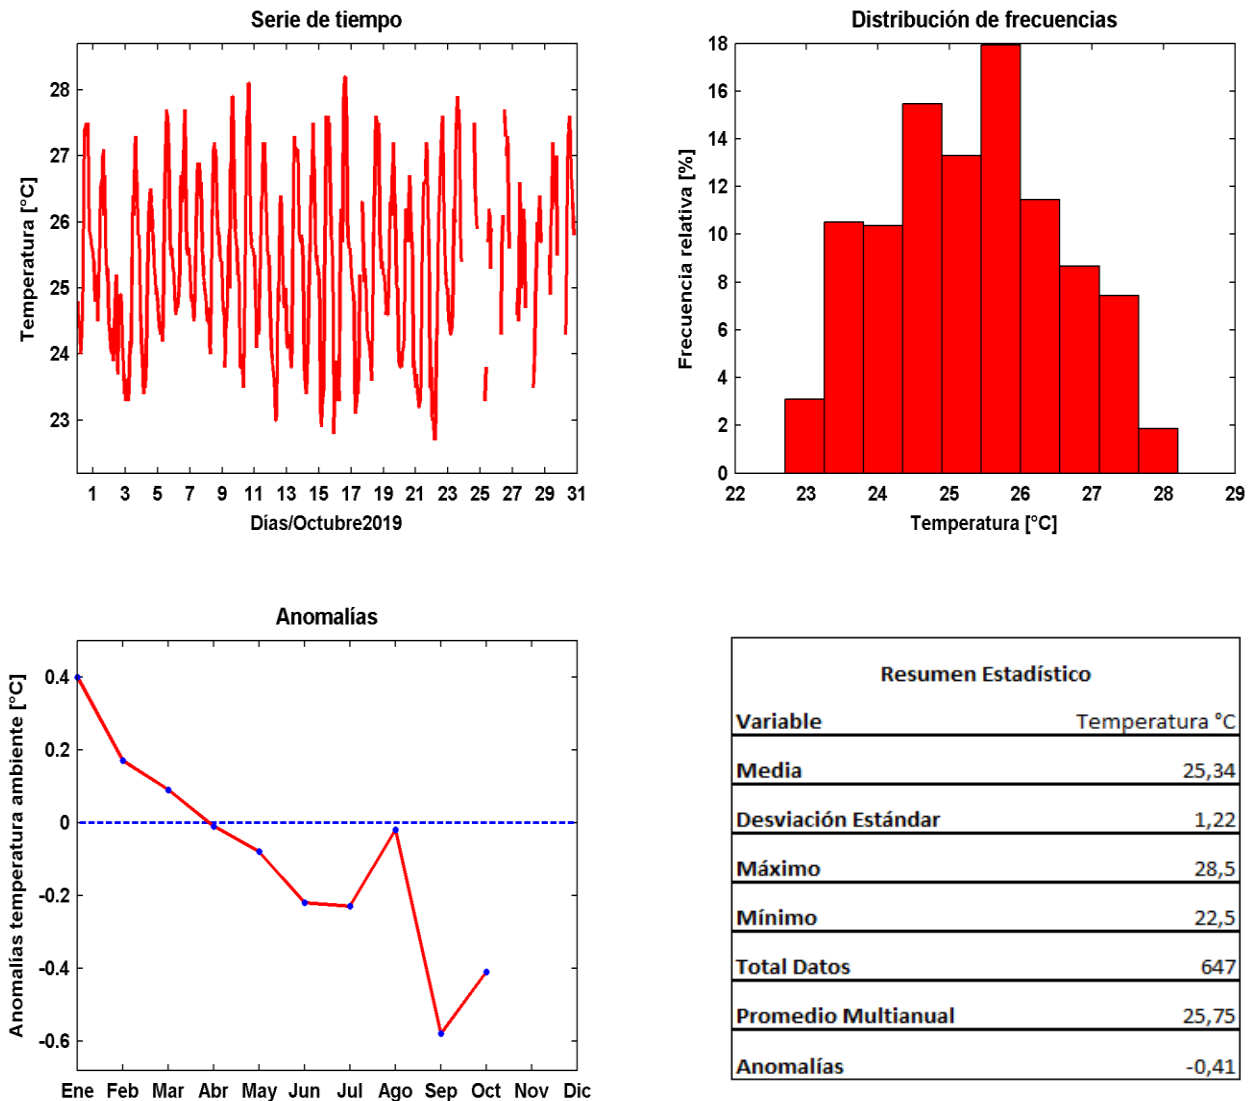 Serie de tiempo
Temperatura [°C]
28
27
26
25
24
23
1 3 5 7 9 11 13 15 17 19 21 23 25 27 29 31
Días/Octubre2019
Distribución de frecuencias
Frecuencia relativa [%]
18
16
14
12
10
8
6
4
2
0
22 23 24 25 26 27 28 29
Temperatura [°C]
Anomalías
Anomalías temperatura ambiente [°C]
0.4
0.2
0
-0.2
-0.4
-0.6
Ene Feb Mar Abr May Jun Jul Ago Sep Oct Nov Dic
Resumen Estadístico
Variable Temperatura °C
Media 25,34
Desviación Estándar 1,22
Máximo 28,5
Mínimo 22,5
Total Datos 647
Promedio Multianual 25,75
Anomalías -0,41